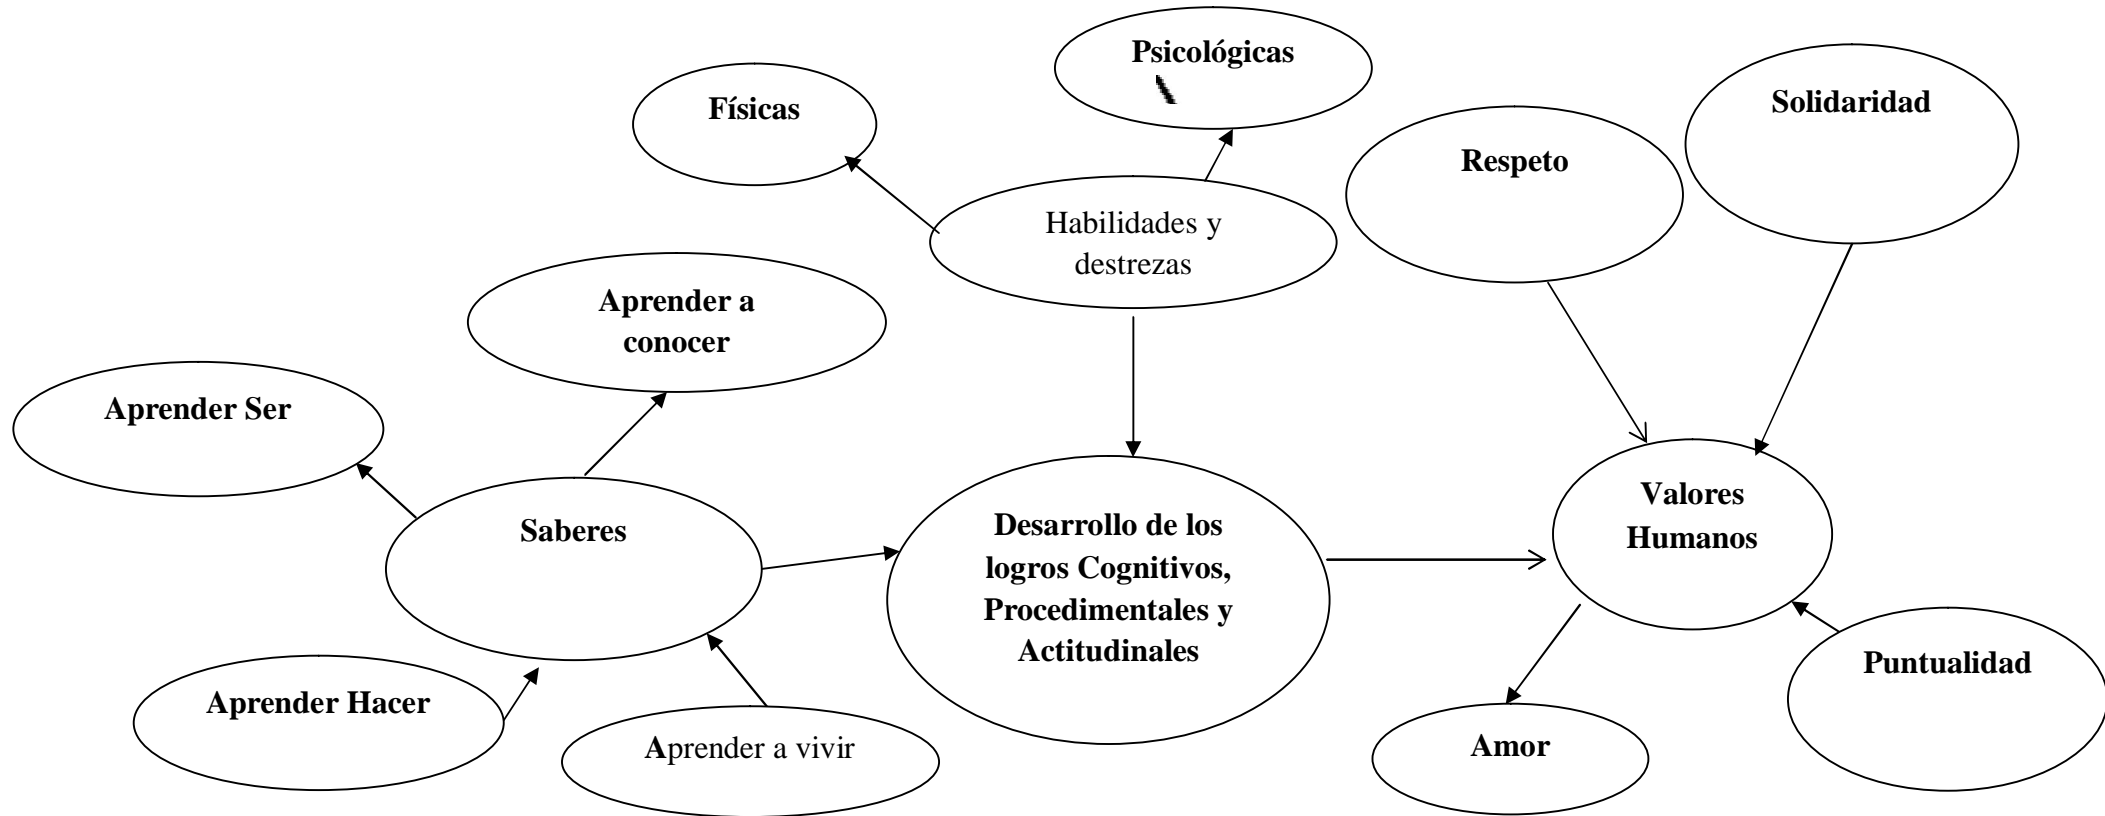 Psicológicas
Físicas
Solidaridad
Respeto
Habilidades y
destrezas
Aprender a
conocer
Aprender Ser
Saberes
Desarrollo de los
logros Cognitivos,
Procedimentales y
Actitudinales
Valores
Humanos
Aprender Hacer
Aprender a vivir
Amor
Puntualidad